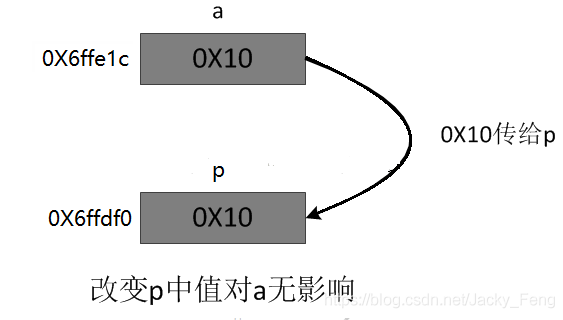 a
0X6ffe1c
0X10
0X10传给p
p
0X6ffdf0
0X10
改变p中值对a无影响
https://blog.csdn.net/Jacky_Feng